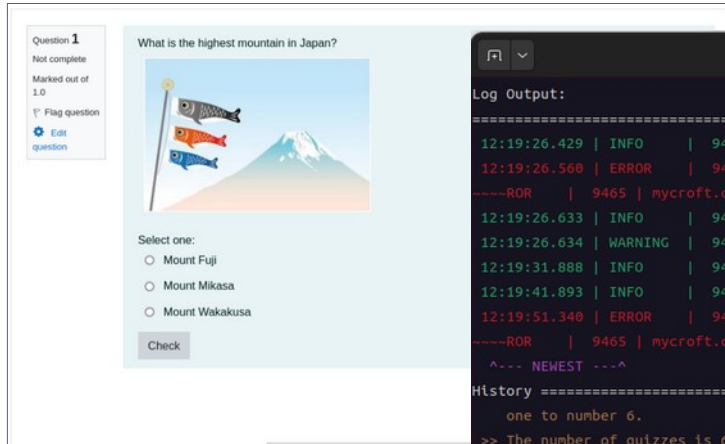 Question 1
Not complete
Marked out of
1.0
Flag question
Edit
question
What is the highest mountain in Japan?
Select one:
Mount Fuji
Mount Mikasa
Mount Wakakusa
Check
Log Output:
==============================
12:19:26.429 | INFO | 94
12:19:26.560 | ERROR | 94
~~~~ROR | 9465 | mycroft.
12:19:26.633 | INFO | 94
12:19:26.634 | WARNING | 94
12:19:31.888 | INFO | 94
12:19:41.893 | INFO | 94
12:19:51.340 | ERROR | 94
~~~~ROR | 9465 | mycroft.
^--- NEWEST ---^
History ======================
one to number 6.
>> The number of quizzes is